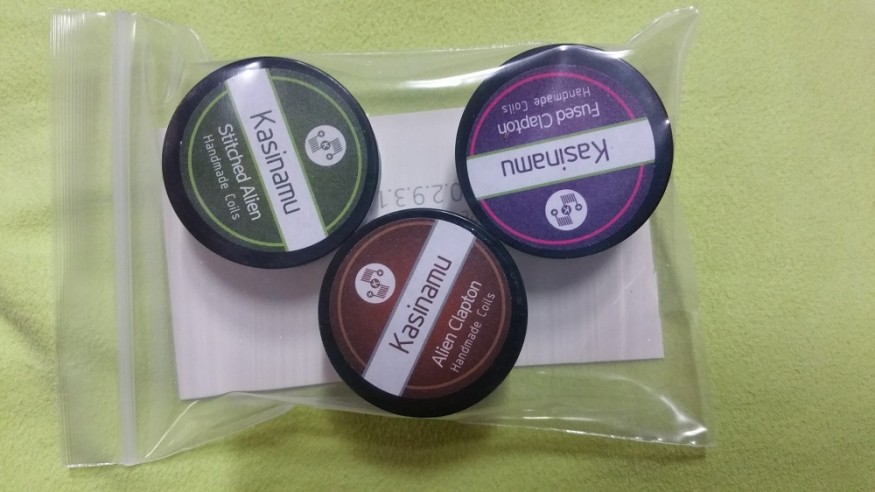 Kasinamu
Stitched Alien
Handmade Coils
Kasinamu
Fused Clapton
Handmade Coils
Kasinamu
Alien Clapton
Handmade Coils